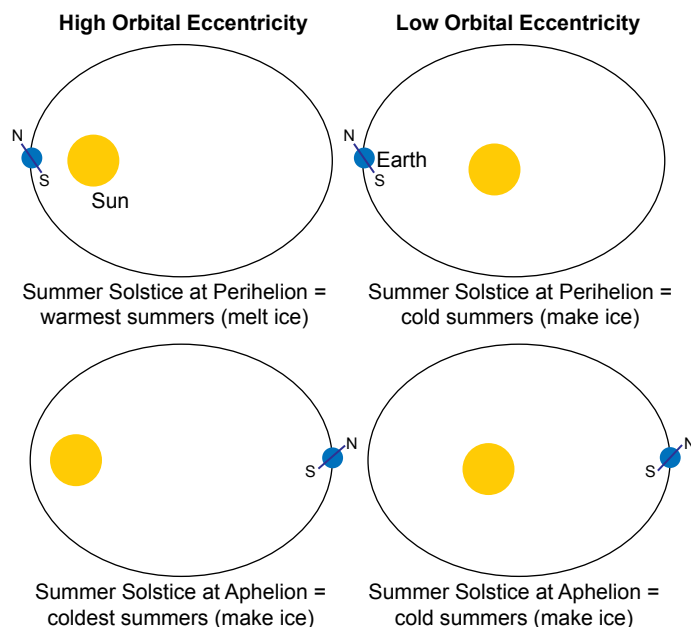 High Orbital Eccentricity
Low Orbital Eccentricity
N
S
Sun
N
Earth
S
Summer Solstice at Perihelion =
warmest summers (melt ice)
Summer Solstice at Perihelion =
cold summers (make ice)
N
S
N
S
Summer Solstice at Aphelion =
coldest summers (make ice)
Summer Solstice at Aphelion =
cold summers (make ice)